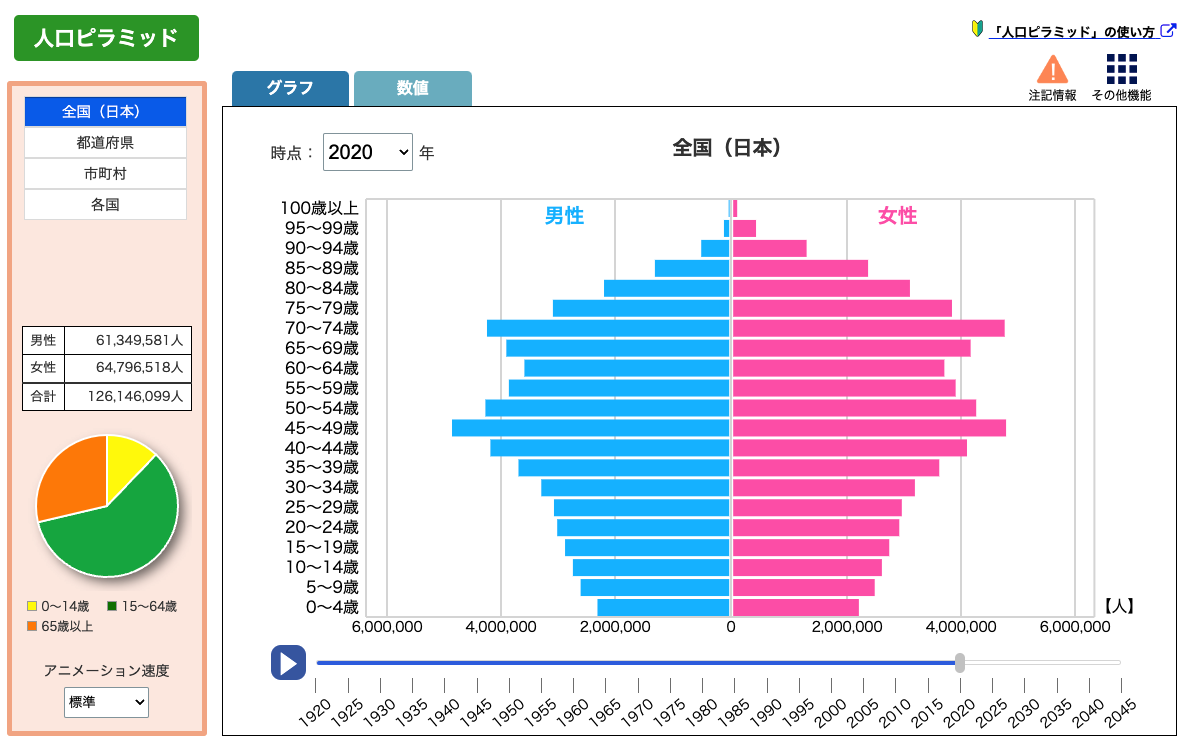 人口ピラミッド
「人口ピラミッド」の使い方
注記情報
その他機能
グラフ
数値
全国（日本）
都道府県
市町村
各国
男性 61,349,581人
女性 64,796,518人
合計 126,146,099人
0〜14歳 15〜64歳
65歳以上
アニメーション速度
標準
時点： 2020 年
全国（日本）
男性
女性
100歳以上
95〜99歳
90〜94歳
85〜89歳
80〜84歳
75〜79歳
70〜74歳
65〜69歳
60〜64歳
55〜59歳
50〜54歳
45〜49歳
40〜44歳
35〜39歳
30〜34歳
25〜29歳
20〜24歳
15〜19歳
10〜14歳
5〜9歳
0〜4歳
【人】
6,000,000 4,000,000 2,000,000 0 2,000,000 4,000,000 6,000,000
1920 1925 1930 1935 1940 1945 1950 1955 1960 1965 1970 1975 1980 1985 1990 1995 2000 2005 2010 2015 2020 2025 2030 2035 2040 2045